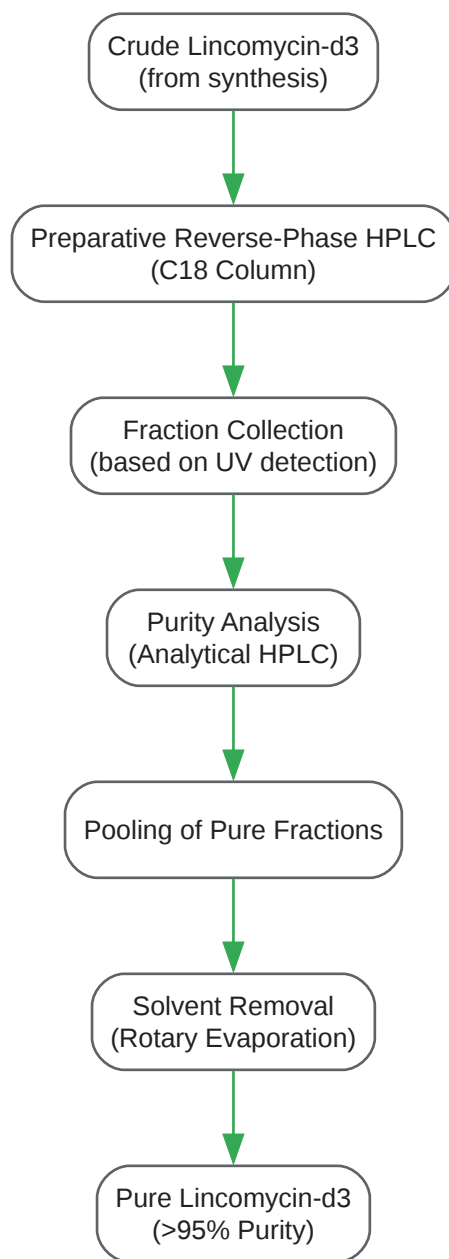 Crude Lincomycin-d3
(from synthesis)
Preparative Reverse-Phase HPLC
(C18 Column)
Fraction Collection
(based on UV detection)
Purity Analysis
(Analytical HPLC)
Pooling of Pure Fractions
Solvent Removal
(Rotary Evaporation)
Pure Lincomycin-d3
(>95% Purity)